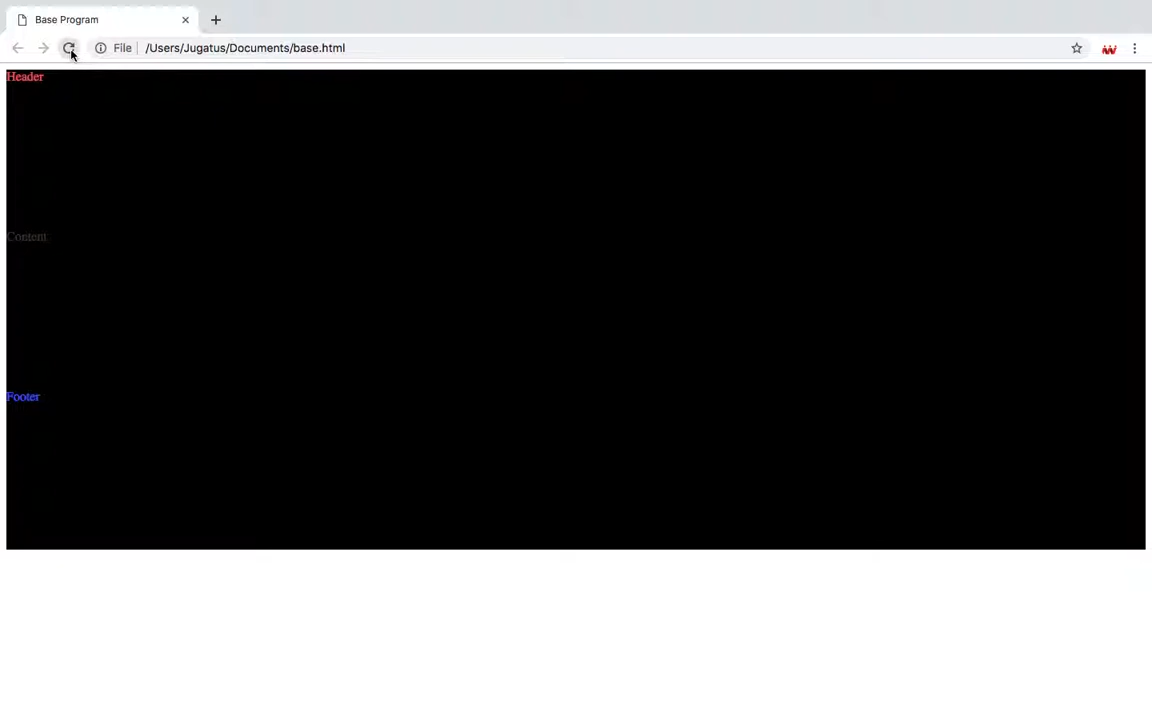 Base Program
File
/Users/Jugatus/Documents/base.html
Header
Content
Footer